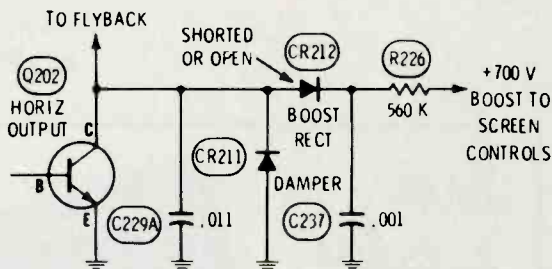 TO FLYBACK
SHORTED
OR OPEN
CR212
R226
Q202
HORIZ
OUTPUT
C
B
E
BOOST
RECT
560 K
+700 V
BOOST TO
SCREEN
CONTROLS
CR211
DAMPER
C229A
.011
C237
.001